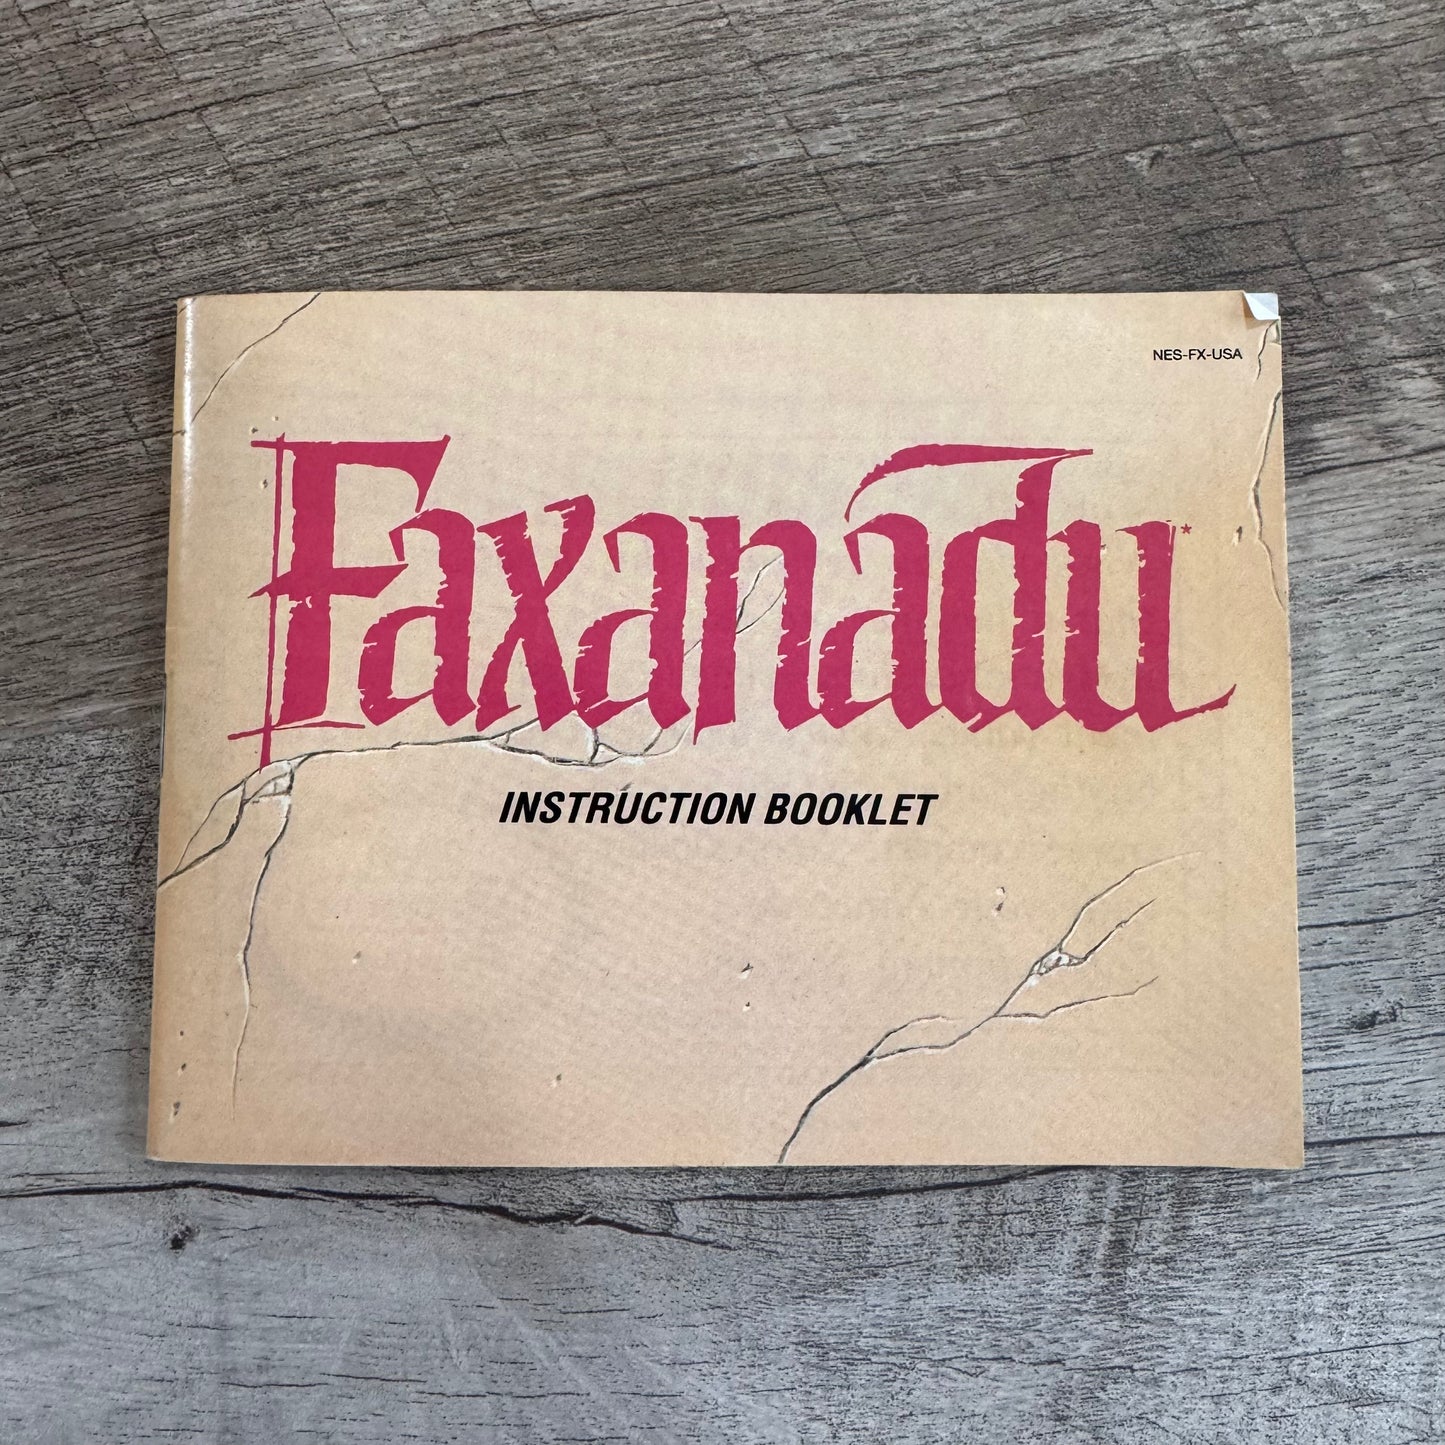 NES-FX-USA
Faxanadu*
INSTRUCTION BOOKLET